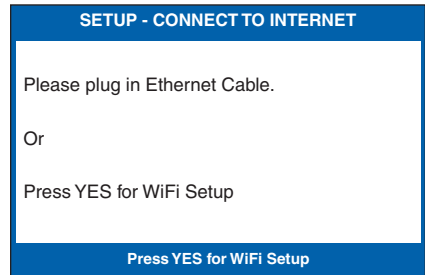 SETUP - CONNECT TO INTERNET
Please plug in Ethernet Cable.
Or
Press YES for WiFi Setup
Press YES for WiFi Setup